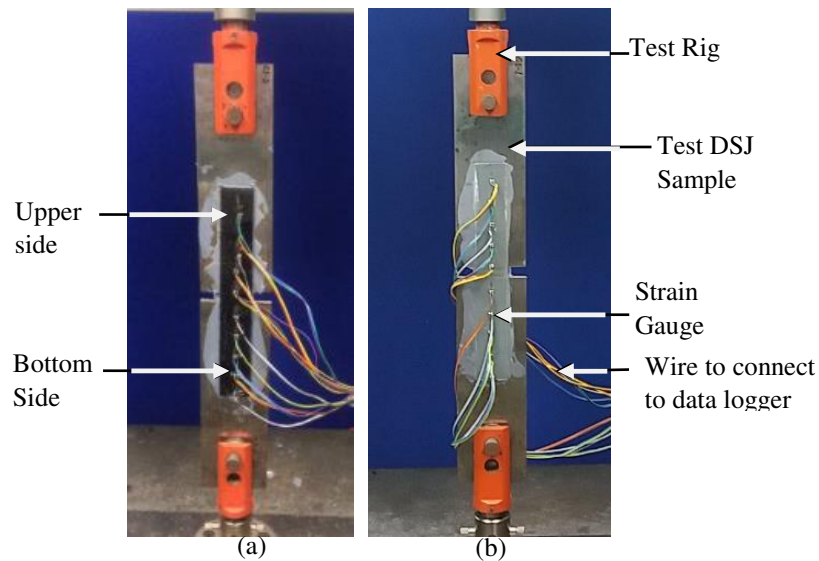 Test Rig
Test DSJ
Sample
Upper
side
Strain
Gauge
Bottom
Side
Wire to connect
to data logger
(a)
(b)